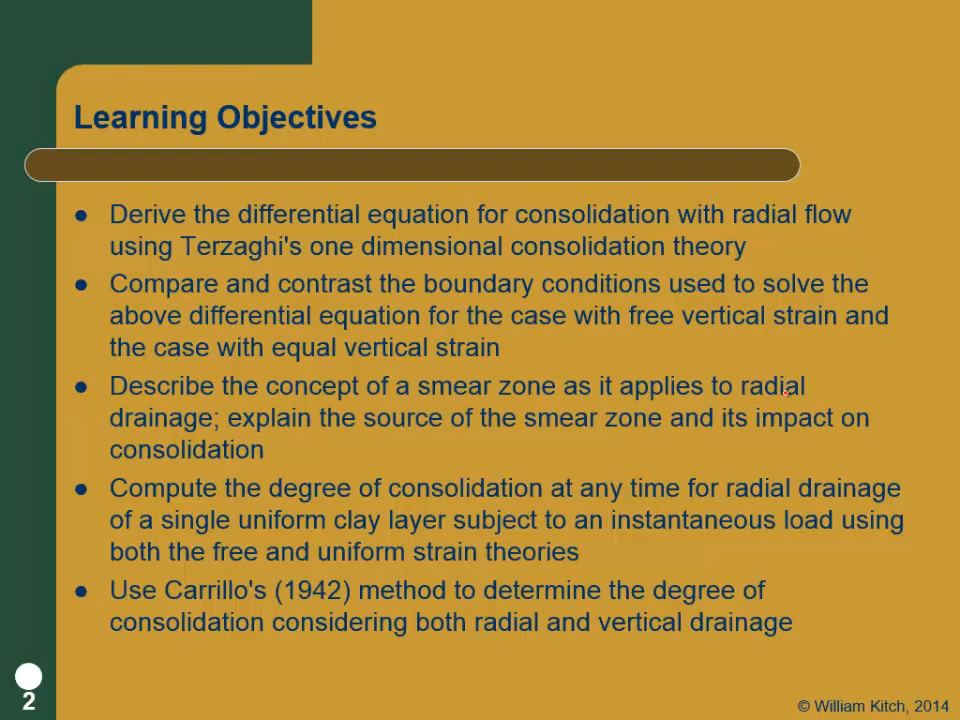 Learning Objectives
● Derive the differential equation for consolidation with radial flow
using Terzaghi's one dimensional consolidation theory
● Compare and contrast the boundary conditions used to solve the
above differential equation for the case with free vertical strain and
the case with equal vertical strain
● Describe the concept of a smear zone as it applies to radial
drainage; explain the source of the smear zone and its impact on
consolidation
● Compute the degree of consolidation at any time for radial drainage
of a single uniform clay layer subject to an instantaneous load using
both the free and uniform strain theories
● Use Carrillo's (1942) method to determine the degree of
consolidation considering both radial and vertical drainage
2
© William Kitch, 2014